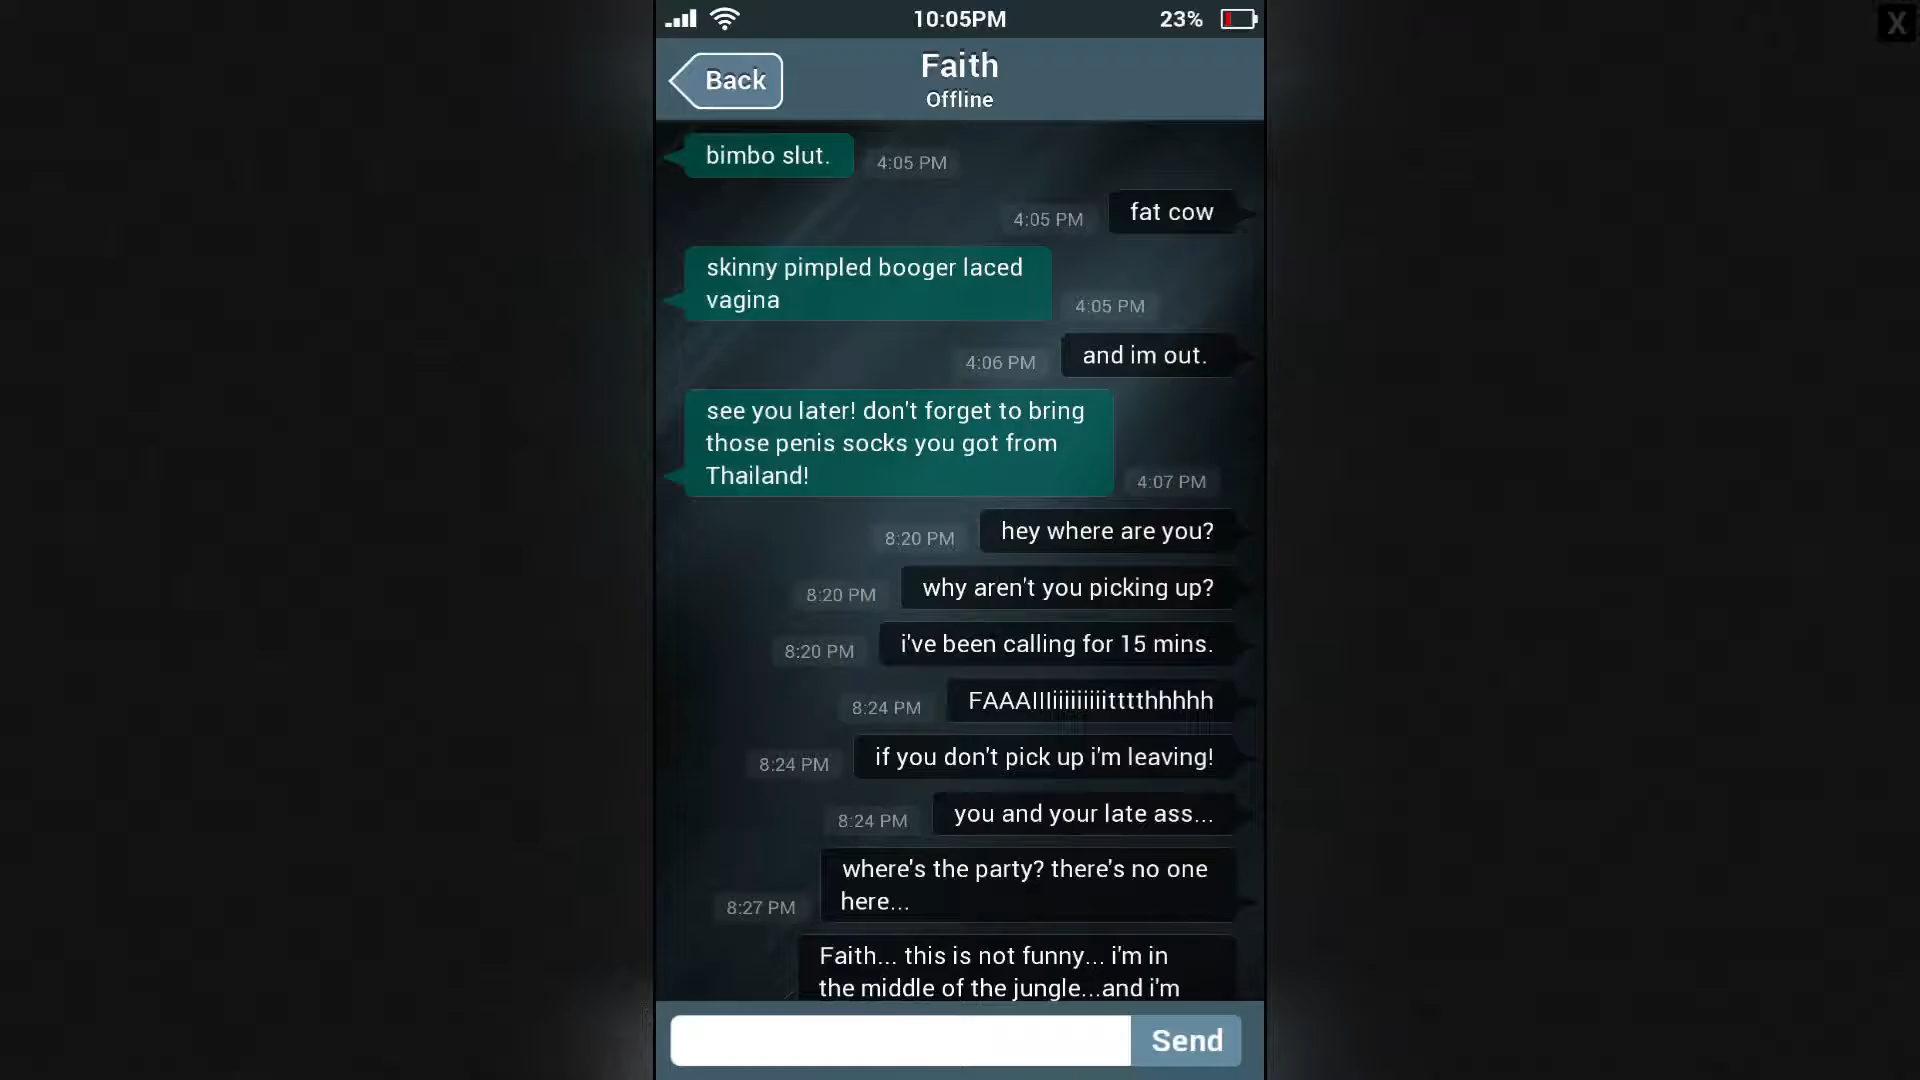 10:05PM
23%
X
Back
Faith
Offline
bimbo slut.
4:05 PM
4:05 PM
fat cow
skinny pimpled booger laced
vagina
4:05 PM
4:06 PM
and im out.
see you later! don't forget to bring
those penis socks you got from
Thailand!
4:07 PM
8:20 PM
hey where are you?
8:20 PM
why aren't you picking up?
8:20 PM
i've been calling for 15 mins.
8:24 PM
FAAAIIIiiiiiiiiittttthhhhh
8:24 PM
if you don't pick up i'm leaving!
8:24 PM
you and your late ass...
where's the party? there's no one
here...
8:27 PM
Faith... this is not funny... i'm in
the middle of the jungle...and i'm
Send